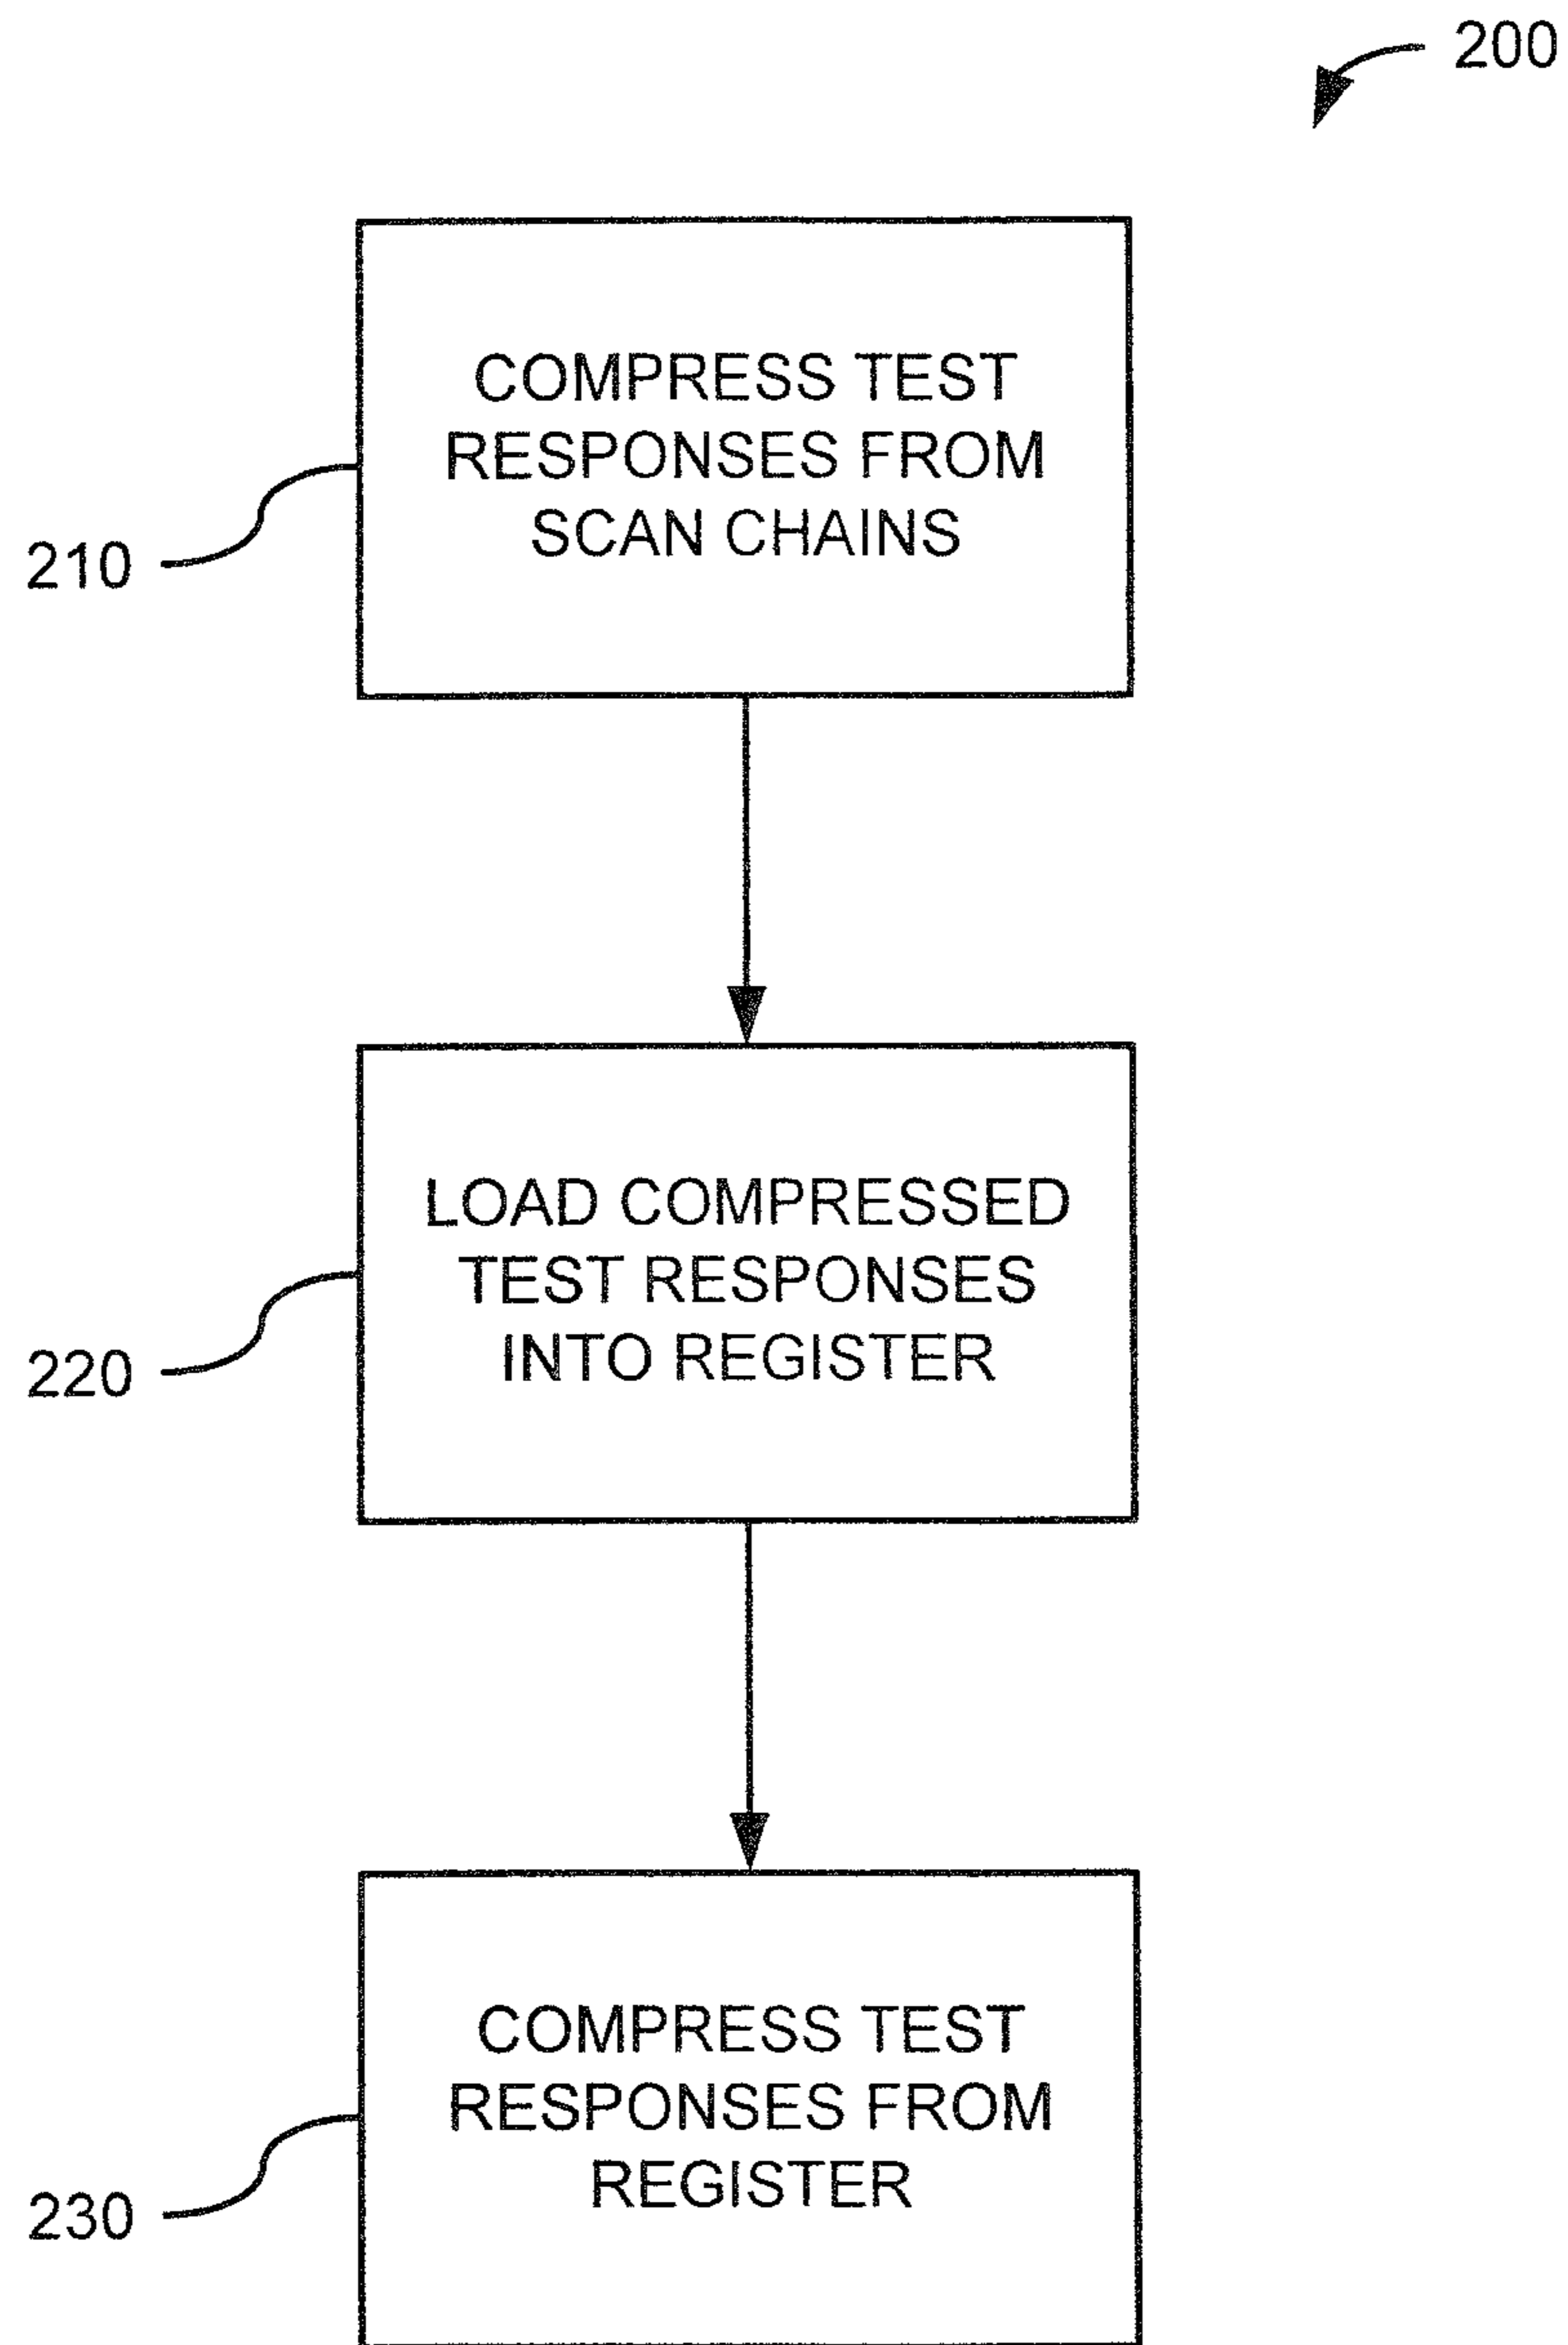 200
COMPRESS TEST
RESPONSES FROM
SCAN CHAINS
210
LOAD COMPRESSED
TEST RESPONSES
INTO REGISTER
220
COMPRESS TEST
RESPONSES FROM
REGISTER
230